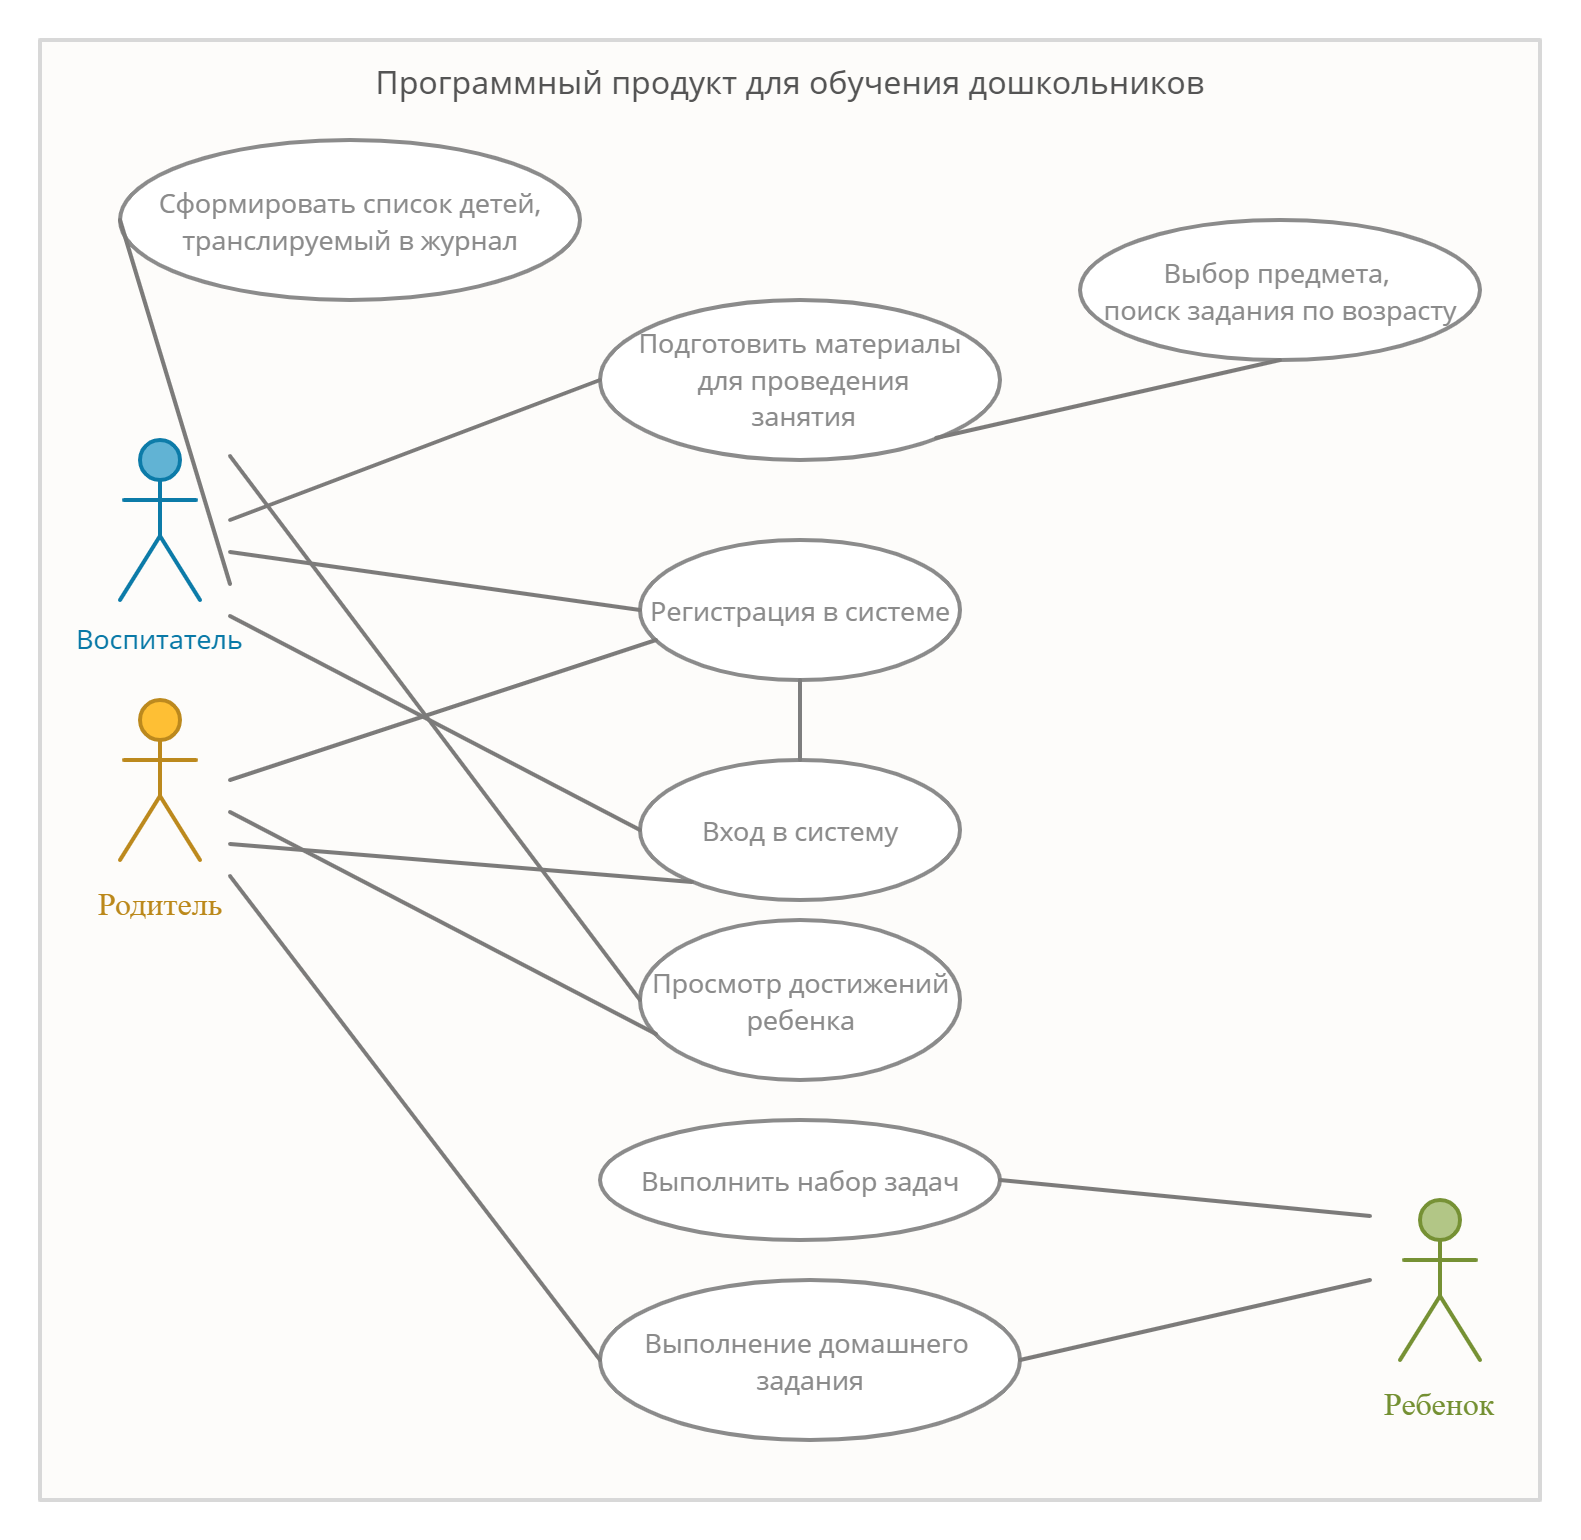 Программный продукт для обучения дошкольников
Сформировать список детей,
транслируемый в журнал
Выбор предмета,
поиск задания по возрасту
Подготовить материалы
для проведения
занятия
Регистрация в системе
Воспитатель
Вход в систему
Родитель
Просмотр достижений
ребенка
Выполнить набор задач
Выполнение домашнего
задания
Ребенок